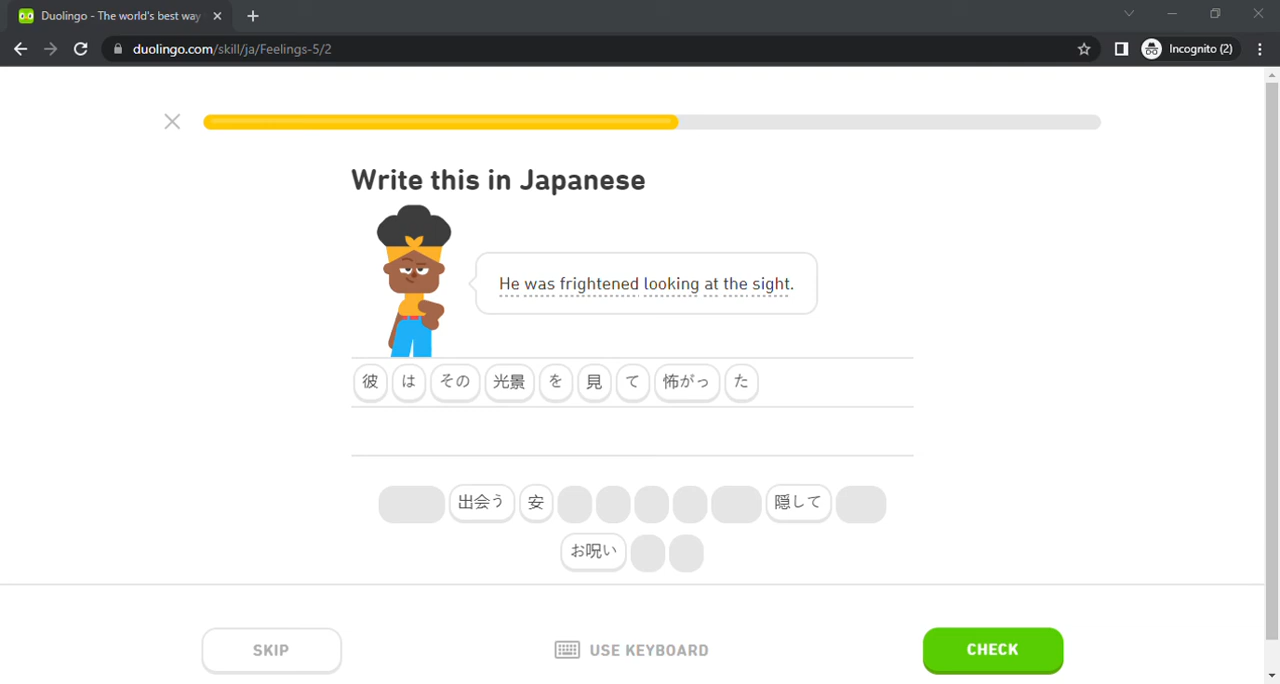 Duolingo - The world's best way
duolingo.com/skill/ja/Feelings-5/2
Incognito (2)
Write this in Japanese
He was frightened looking at the sight.
彼 は その 光景 を 見 て 怖がっ た
出会う 安 隠して
お呪い
SKIP USE KEYBOARD CHECK